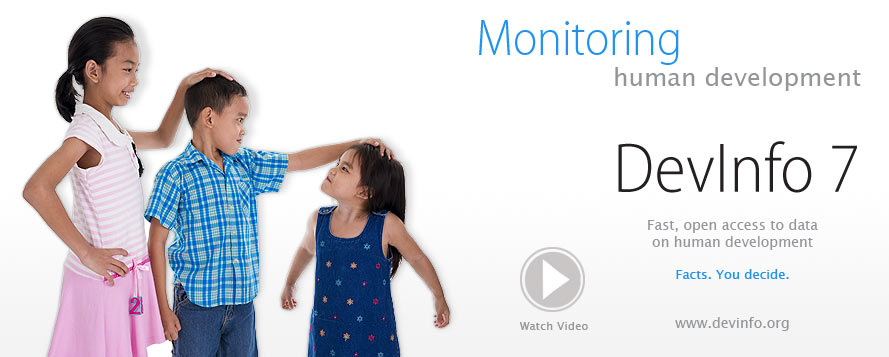 Monitoring
human development
DevInfo 7
Fast, open access to data
on human development
Facts. You decide.
Watch Video
www.devinfo.org
2